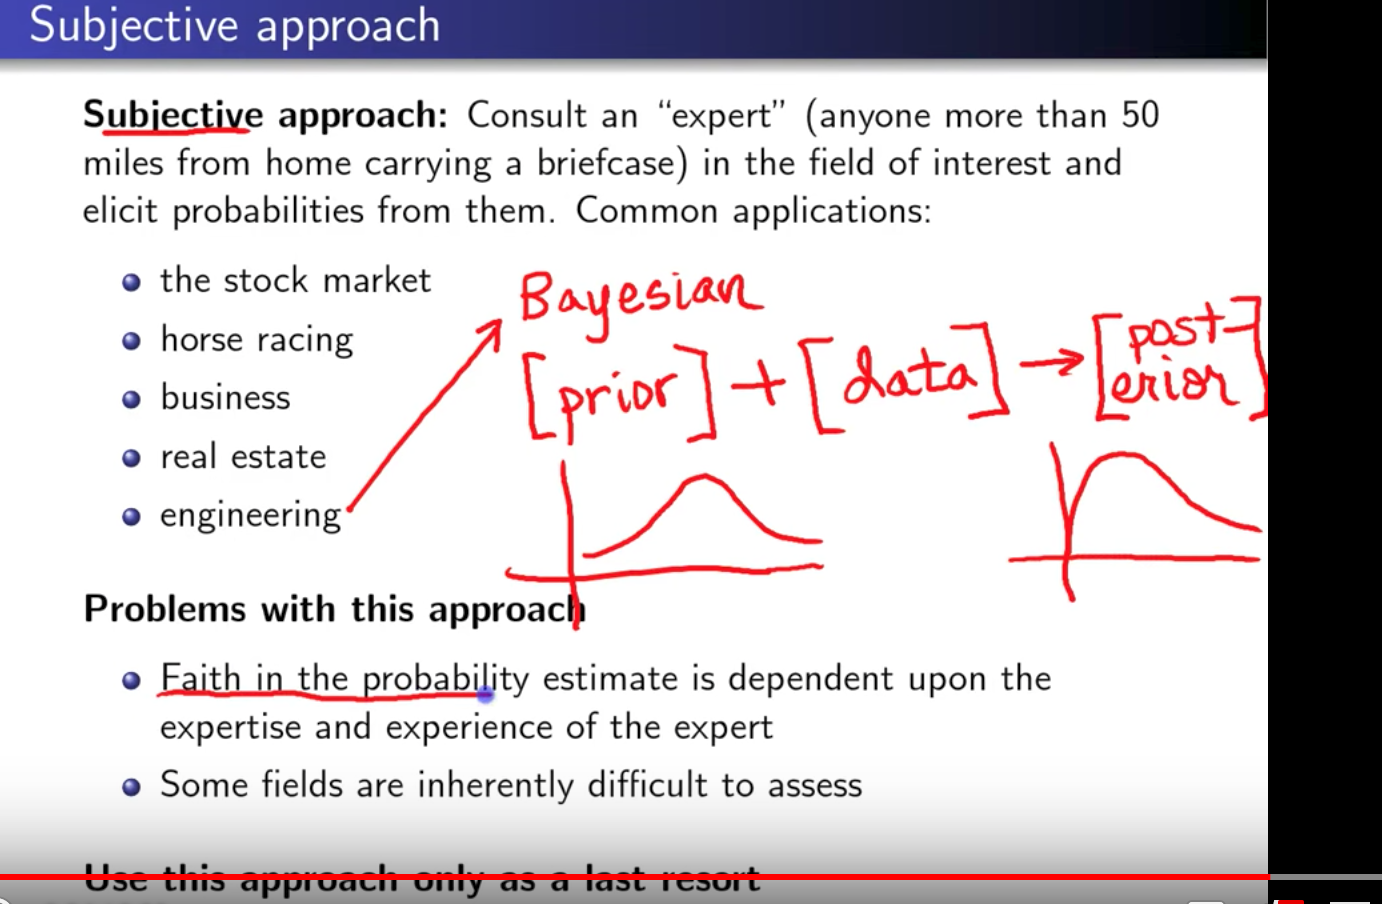 Subjective approach
Subjective approach: Consult an “expert” (anyone more than 50
miles from home carrying a briefcase) in the field of interest and
elicit probabilities from them. Common applications:
the stock market
horse racing
business
real estate
engineering
Bayesian
[prior] + [data] → [post-
erior]
Problems with this approach
Faith in the probability estimate is dependent upon the
expertise and experience of the expert
Some fields are inherently difficult to assess
Use this approach only as a last resort